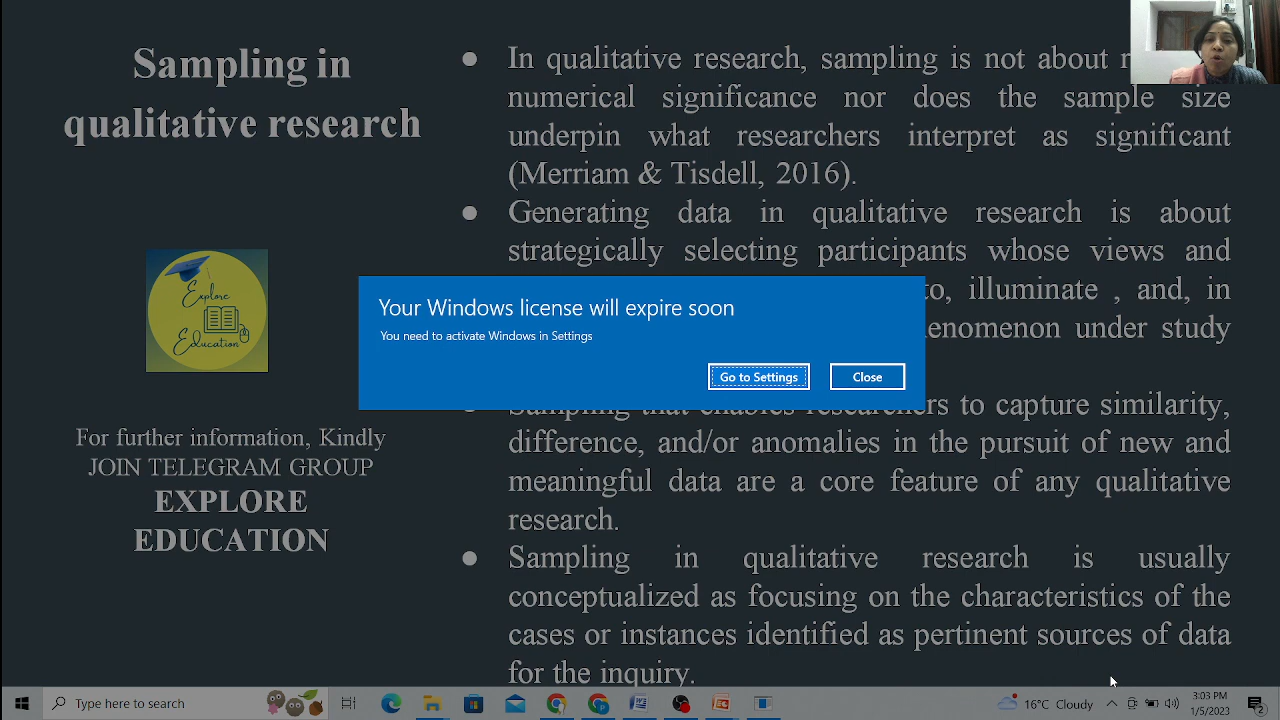 Sampling in
qualitative research
In qualitative research, sampling is not about
numerical significance nor does the sample size
underpin what researchers interpret as significant
(Merriam & Tisdell, 2016).
Generating data in qualitative research is about
strategically selecting participants whose views and
to, illuminate , and, in
phenomenon under study
Sampling that enables researchers to capture similarity,
difference, and/or anomalies in the pursuit of new and
meaningful data are a core feature of any qualitative
research.
Sampling in qualitative research is usually
conceptualized as focusing on the characteristics of the
cases or instances identified as pertinent sources of data
for the inquiry.
Explore
Education
For further information, Kindly
JOIN TELEGRAM GROUP
EXPLORE
EDUCATION
Your Windows license will expire soon
You need to activate Windows in Settings
Go to Settings
Close
Type here to search
16°C Cloudy
3:03 PM
1/5/2023
2